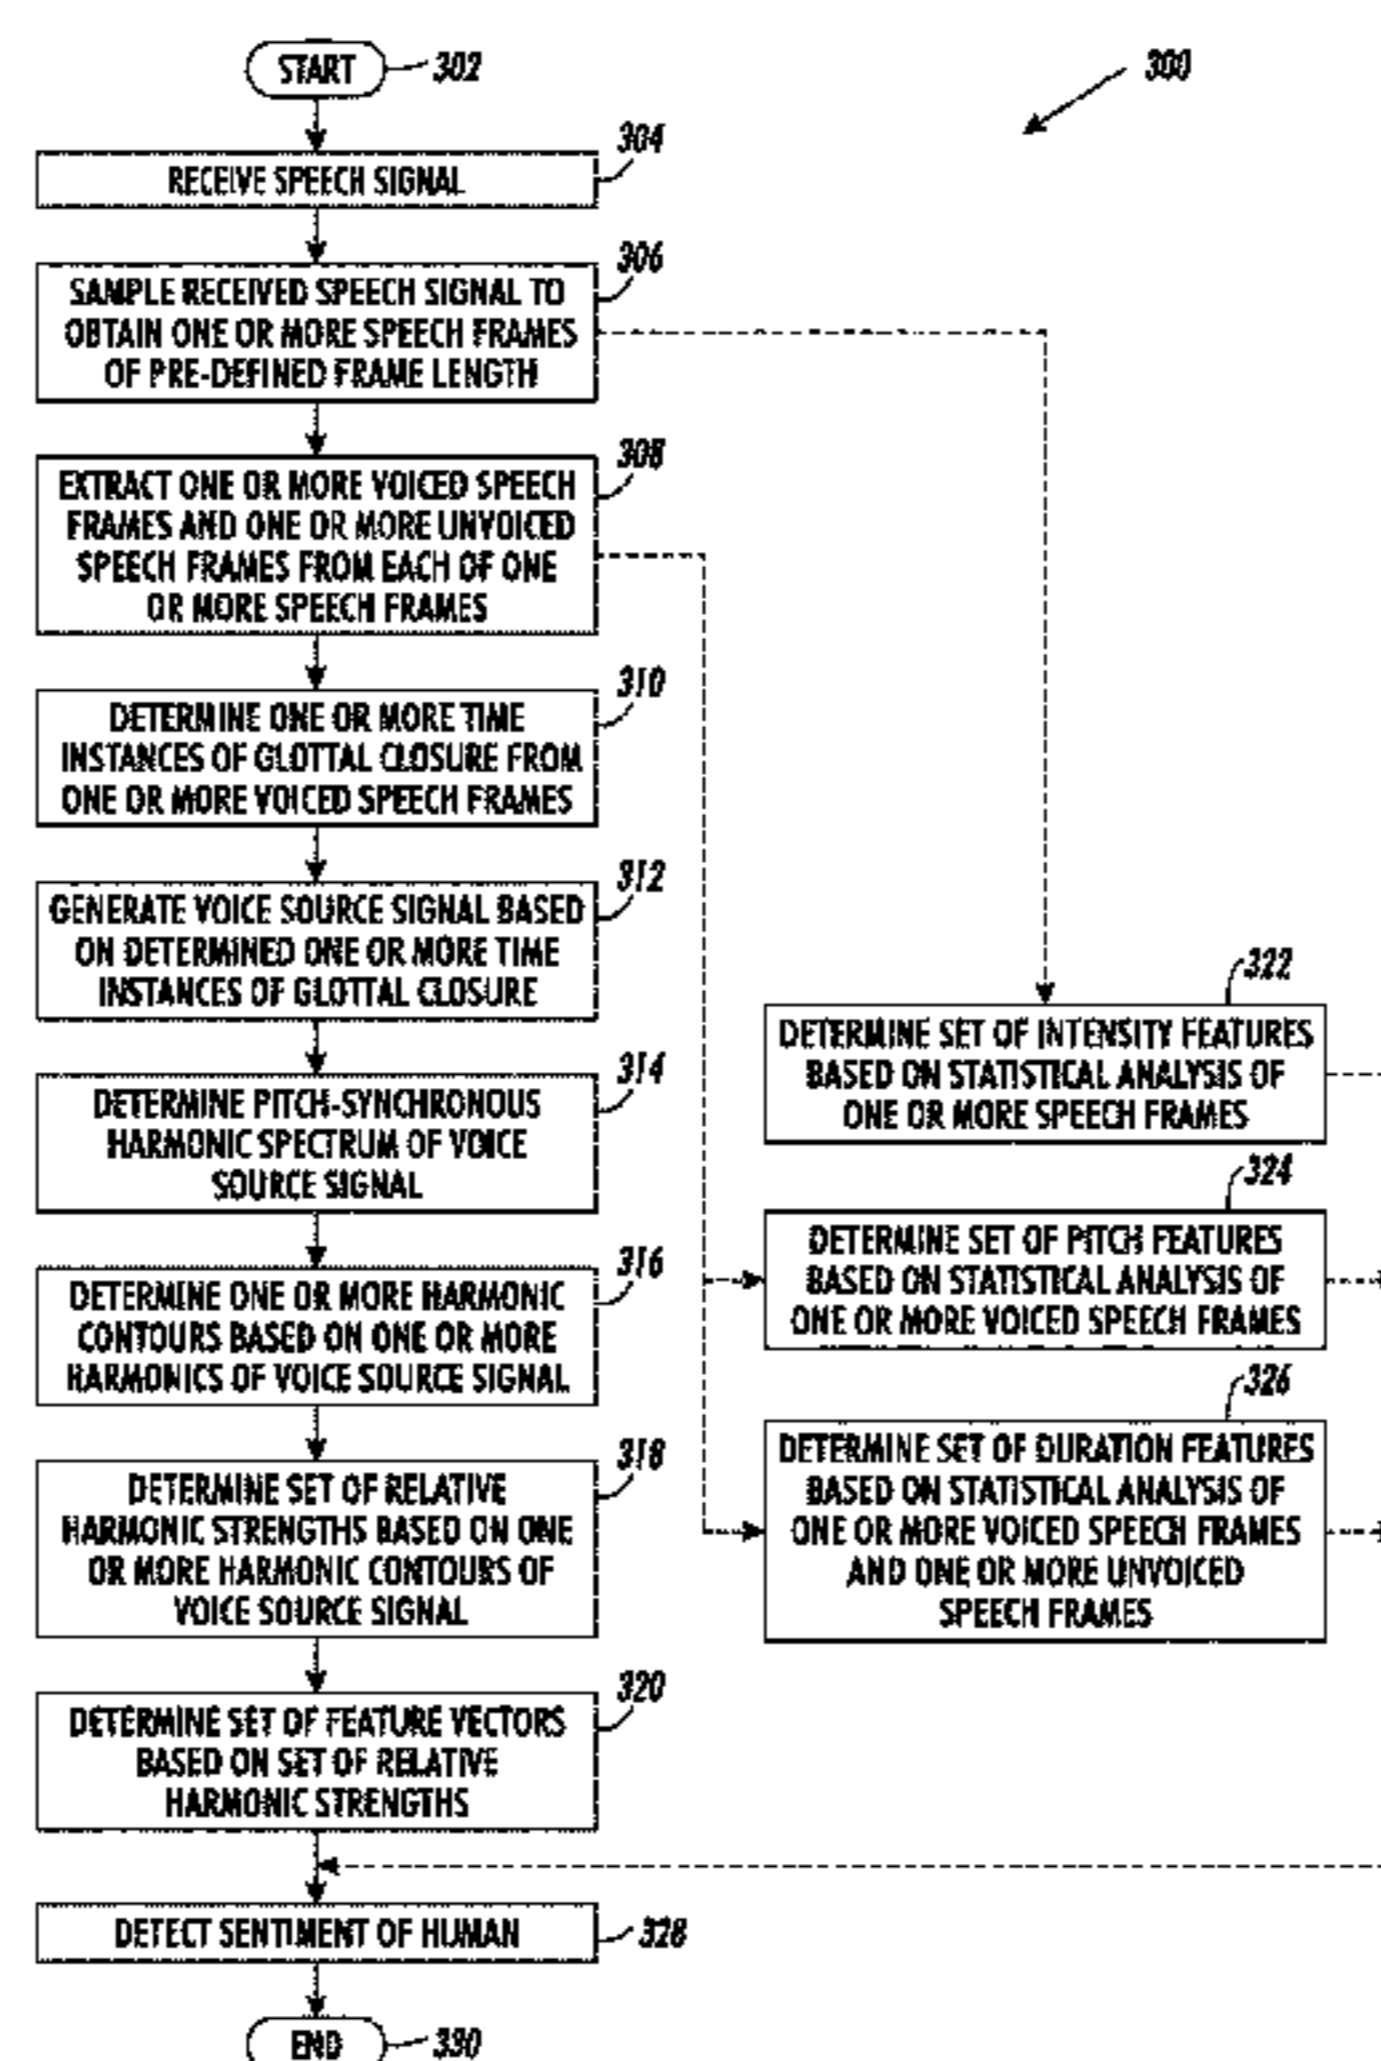 START
302
300
304
RECEIVE SPEECH SIGNAL
306
SAMPLE RECEIVED SPEECH SIGNAL TO
OBTAIN ONE OR MORE SPEECH FRAMES
OF PRE-DEFINED FRAME LENGTH
308
EXTRACT ONE OR MORE VOICED SPEECH
FRAMES AND ONE OR MORE UNVOICED
SPEECH FRAMES FROM EACH OF ONE
OR MORE SPEECH FRAMES
310
DETERMINE ONE OR MORE TIME
INSTANCES OF GLOTTAL CLOSURE FROM
ONE OR MORE VOICED SPEECH FRAMES
312
GENERATE VOICE SOURCE SIGNAL BASED
ON DETERMINED ONE OR MORE TIME
INSTANCES OF GLOTTAL CLOSURE
314
DETERMINE PITCH-SYNCHRONOUS
HARMONIC SPECTRUM OF VOICE
SOURCE SIGNAL
316
DETERMINE ONE OR MORE HARMONIC
CONTOURS BASED ON ONE OR MORE
HARMONICS OF VOICE SOURCE SIGNAL
318
DETERMINE SET OF RELATIVE
HARMONIC STRENGTHS BASED ON ONE
OR MORE HARMONIC CONTOURS OF
VOICE SOURCE SIGNAL
320
DETERMINE SET OF FEATURE VECTORS
BASED ON SET OF RELATIVE
HARMONIC STRENGTHS
322
DETERMINE SET OF INTENSITY FEATURES
BASED ON STATISTICAL ANALYSIS OF
ONE OR MORE SPEECH FRAMES
324
DETERMINE SET OF PITCH FEATURES
BASED ON STATISTICAL ANALYSIS OF
ONE OR MORE VOICED SPEECH FRAMES
326
DETERMINE SET OF DURATION FEATURES
BASED ON STATISTICAL ANALYSIS OF
ONE OR MORE VOICED SPEECH FRAMES
AND ONE OR MORE UNVOICED
SPEECH FRAMES
DETECT SENTIMENT OF HUMAN
328
END
330